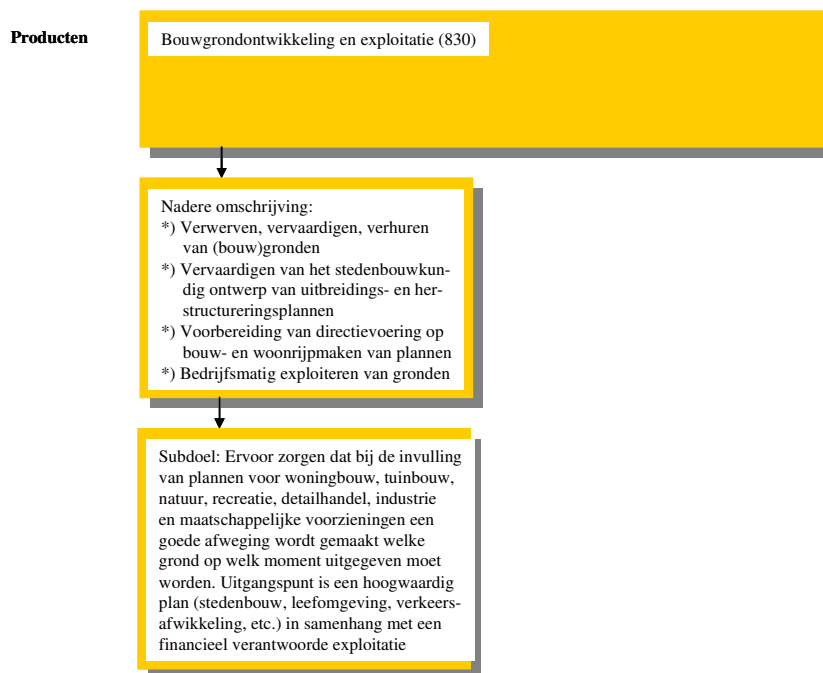 Producten
Bouwgrondontwikkeling en exploitatie (830)
Nadere omschrijving:
*) Verwerven, vervaardigen, verhuren
van (bouw)gronden
*) Vervaardigen van het stedenbouwkun-
dig ontwerp van uitbreidings- en her-
structureringsplannen
*) Voorbereiding van directievoering op
bouw- en woonrijpmaken van plannen
*) Bedrijfsmatig exploiteren van gronden
Subdoel: Ervoor zorgen dat bij de invulling
van plannen voor woningbouw, tuinbouw,
natuur, recreatie, detailhandel, industrie
en maatschappelijke voorzieningen een
goede afweging wordt gemaakt welke
grond op welk moment uitgegeven moet
worden. Uitgangspunt is een hoogwaardig
plan (stedenbouw, leefomgeving, verkeers-
afwikkeling, etc.) in samenhang met een
financieel verantwoorde exploitatie